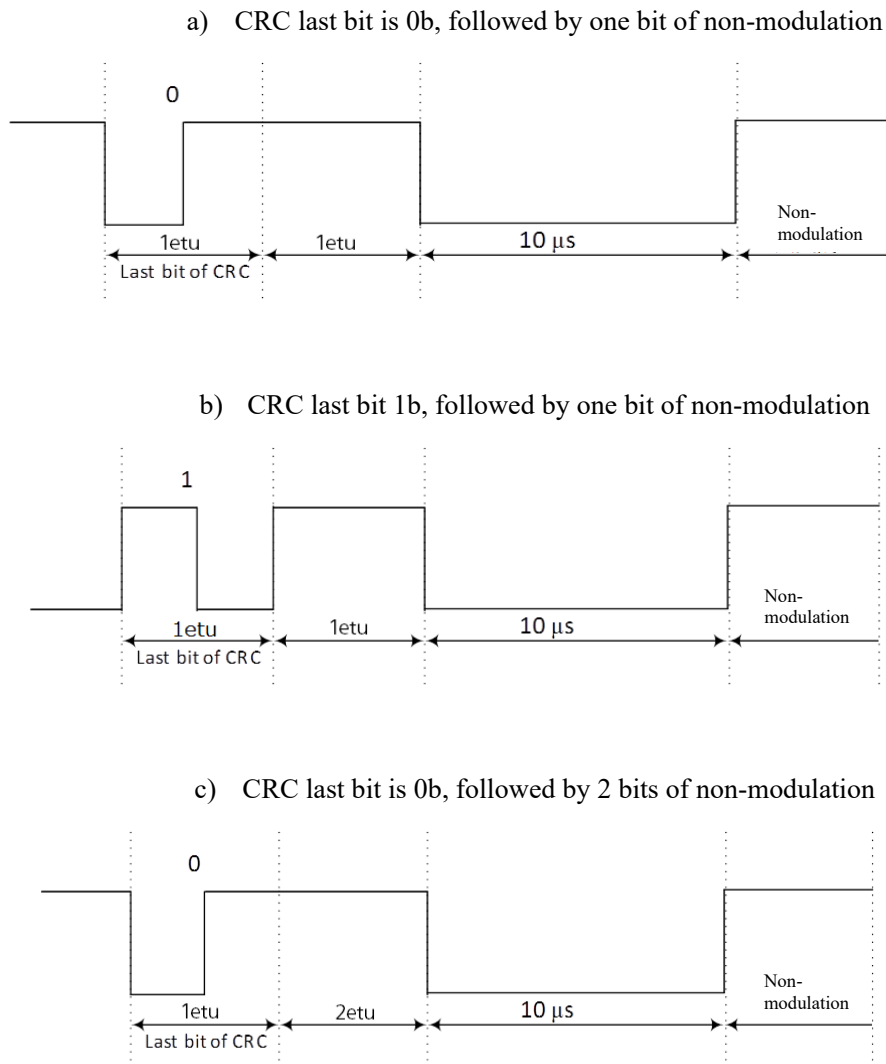 a) CRC last bit is 0b, followed by one bit of non-modulation
0
Non-
modulation
1etu
1etu
10 μs
Last bit of CRC
b) CRC last bit 1b, followed by one bit of non-modulation
1
Non-
modulation
1etu
1etu
10 μs
Last bit of CRC
c) CRC last bit is 0b, followed by 2 bits of non-modulation
0
Non-
modulation
1etu
2etu
10 μs
Last bit of CRC